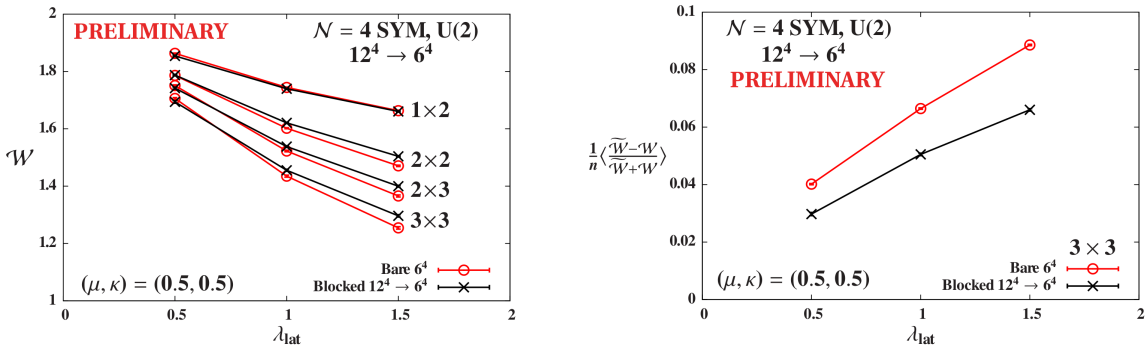 PRELIMINARY
𝒩 = 4 SYM, U(2)
12⁴ → 6⁴
2
1.8
1.6
1.4
1.2
1
𝒲
1×2
2×2
2×3
3×3
(μ, κ) = (0.5, 0.5)
Bare 6⁴
Blocked 12⁴ → 6⁴
0 0.5 1 1.5 2
λ_lat
𝒩 = 4 SYM, U(2)
12⁴ → 6⁴
PRELIMINARY
0.1
0.08
0.06
0.04
0.02
0
1/n ⟨(𝒲̃−𝒲)/(𝒲̃+𝒲)⟩
3 × 3
(μ, κ) = (0.5, 0.5)
Bare 6⁴
Blocked 12⁴ → 6⁴
0 0.5 1 1.5 2
λ_lat